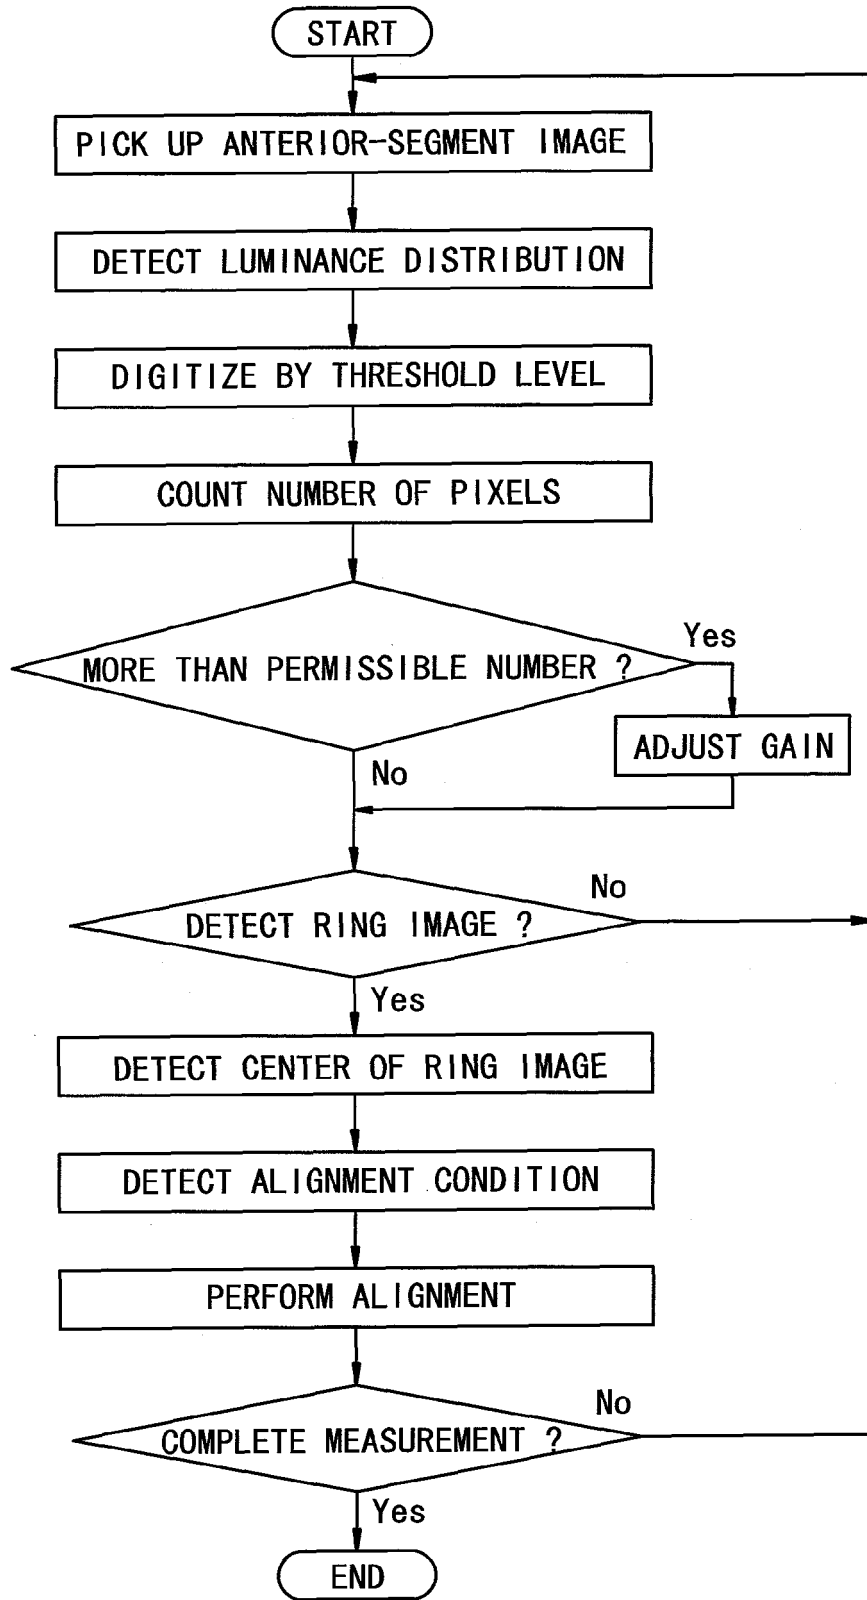 START
PICK UP ANTERIOR-SEGMENT IMAGE
DETECT LUMINANCE DISTRIBUTION
DIGITIZE BY THRESHOLD LEVEL
COUNT NUMBER OF PIXELS
MORE THAN PERMISSIBLE NUMBER ?
Yes
ADJUST GAIN
No
DETECT RING IMAGE ?
No
Yes
DETECT CENTER OF RING IMAGE
DETECT ALIGNMENT CONDITION
PERFORM ALIGNMENT
COMPLETE MEASUREMENT ?
No
Yes
END